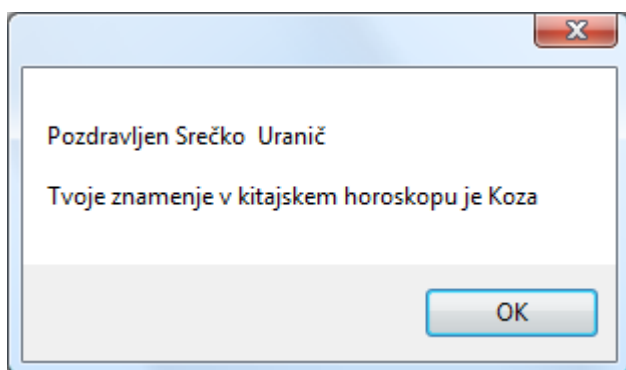 Pozdravljen Srečko  Uranič
Tvoje znamenje v kitajskem horoskopu je Koza
OK